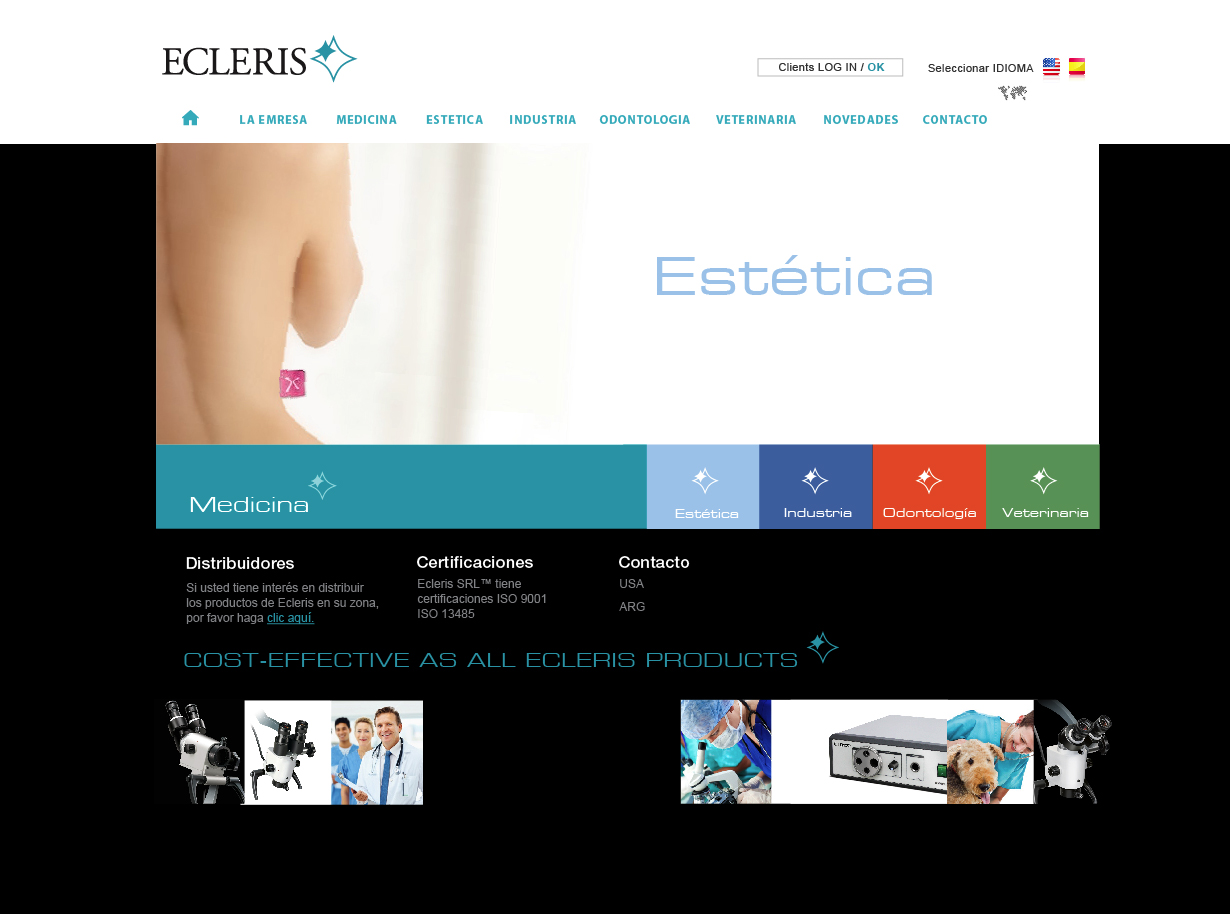 ECLERIS
Clients LOG IN / OK
Seleccionar IDIOMA
LA EMRESA
MEDICINA
ESTETICA
INDUSTRIA
ODONTOLOGIA
VETERINARIA
NOVEDADES
CONTACTO
Estética
Medicina
Estética
Industria
Odontología
Veterinaria
Distribuidores
Si usted tiene interés en distribuir
los productos de Ecleris en su zona,
por favor haga clic aquí.
Certificaciones
Ecleris SRL™ tiene
certificaciones ISO 9001
ISO 13485
Contacto
USA
ARG
COST-EFFECTIVE AS ALL ECLERIS PRODUCTS